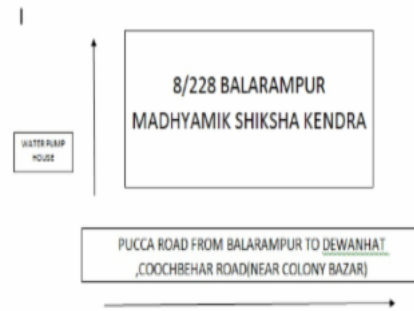 8/228 BALARAMPUR
MADHYAMIK SHIKSHA KENDRA
WATER PUMP
HOUSE
PUCCA ROAD FROM BALARAMPUR TO DEWANHAT
,COOCHBEHAR ROAD(NEAR COLONY BAZAR)